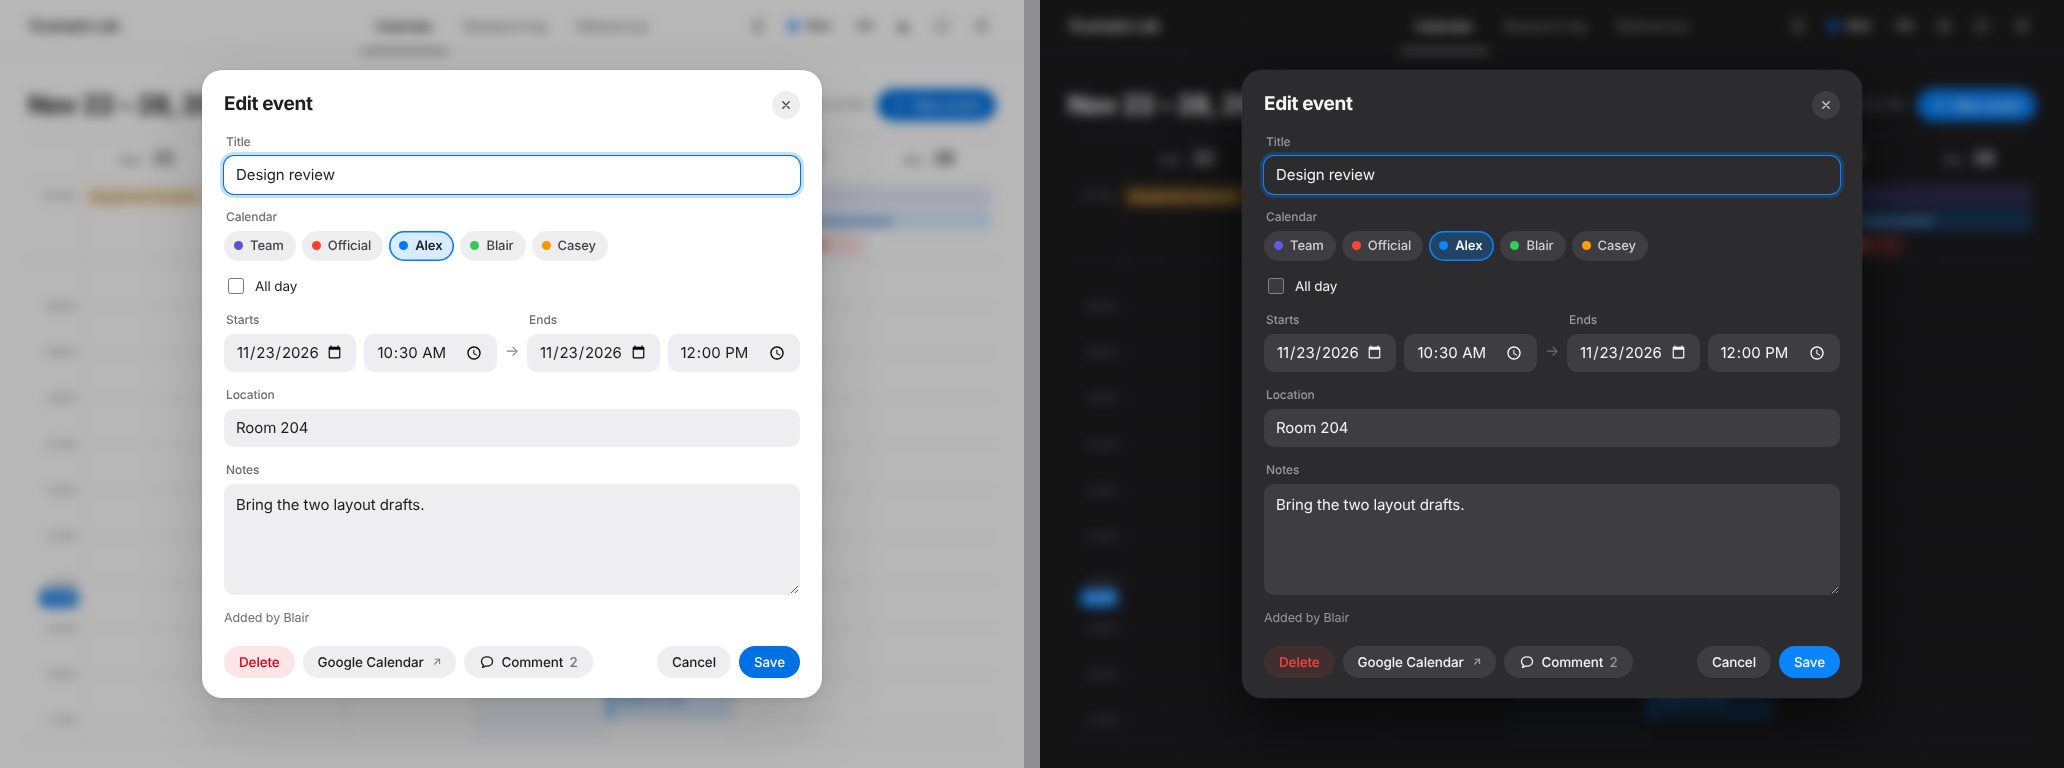 Edit event
Title
Design review
Calendar
Team Official Alex Blair Casey
All day
Starts Ends
11/23/2026 10:30 AM → 11/23/2026 12:00 PM
Location
Room 204
Notes
Bring the two layout drafts.
Added by Blair
Delete Google Calendar ↗ Comment 2 Cancel Save
Edit event
Title
Design review
Calendar
Team Official Alex Blair Casey
All day
Starts Ends
11/23/2026 10:30 AM → 11/23/2026 12:00 PM
Location
Room 204
Notes
Bring the two layout drafts.
Added by Blair
Delete Google Calendar ↗ Comment 2 Cancel Save